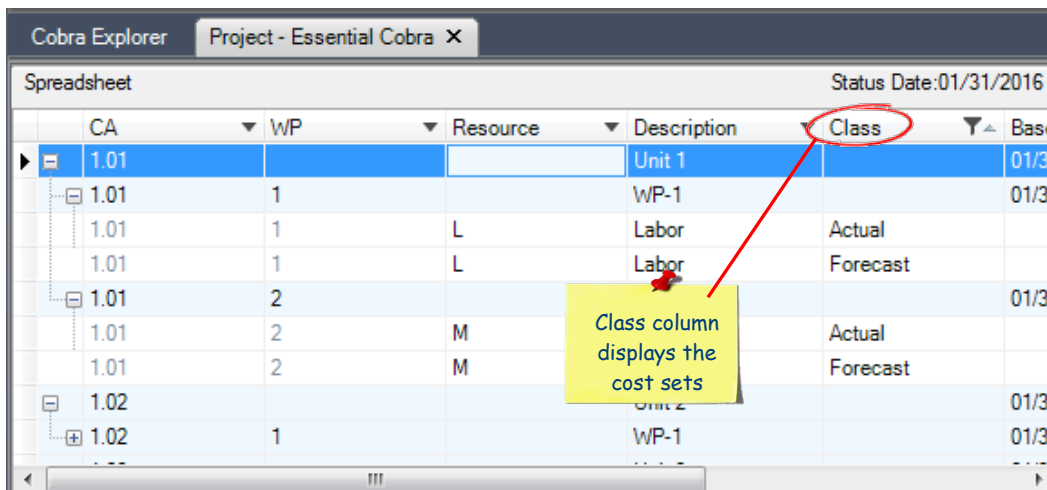 Cobra Explorer Project - Essential Cobra ×
Spreadsheet Status Date:01/31/2016
CA WP Resource Description Class
1.01 Unit 1
1.01 1 WP-1
1.01 1 L Labor Actual
1.01 1 L Labor Forecast
1.01 2
1.01 2 M Actual
1.01 2 M Forecast
1.02 Unit 2
1.02 1 WP-1
Class column
displays the
cost sets